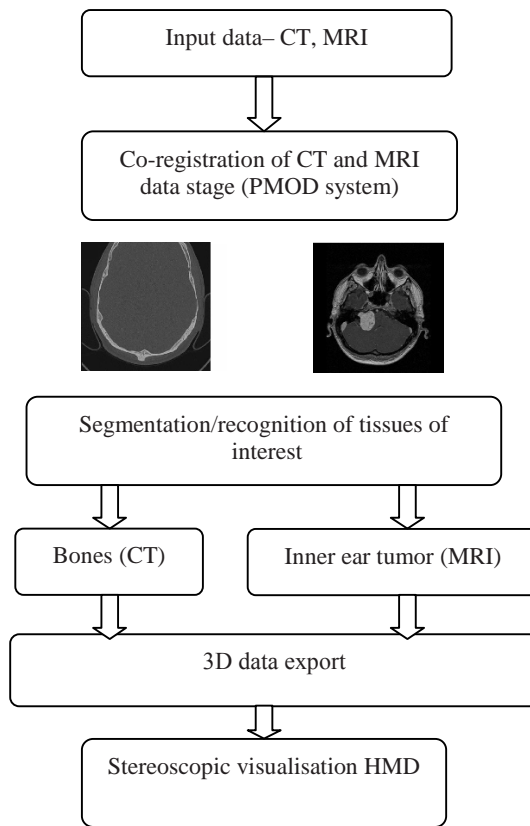 Input data– CT, MRI
Co-registration of CT and MRI
data stage (PMOD system)
Segmentation/recognition of tissues of
interest
Bones (CT)
Inner ear tumor (MRI)
3D data export
Stereoscopic visualisation HMD